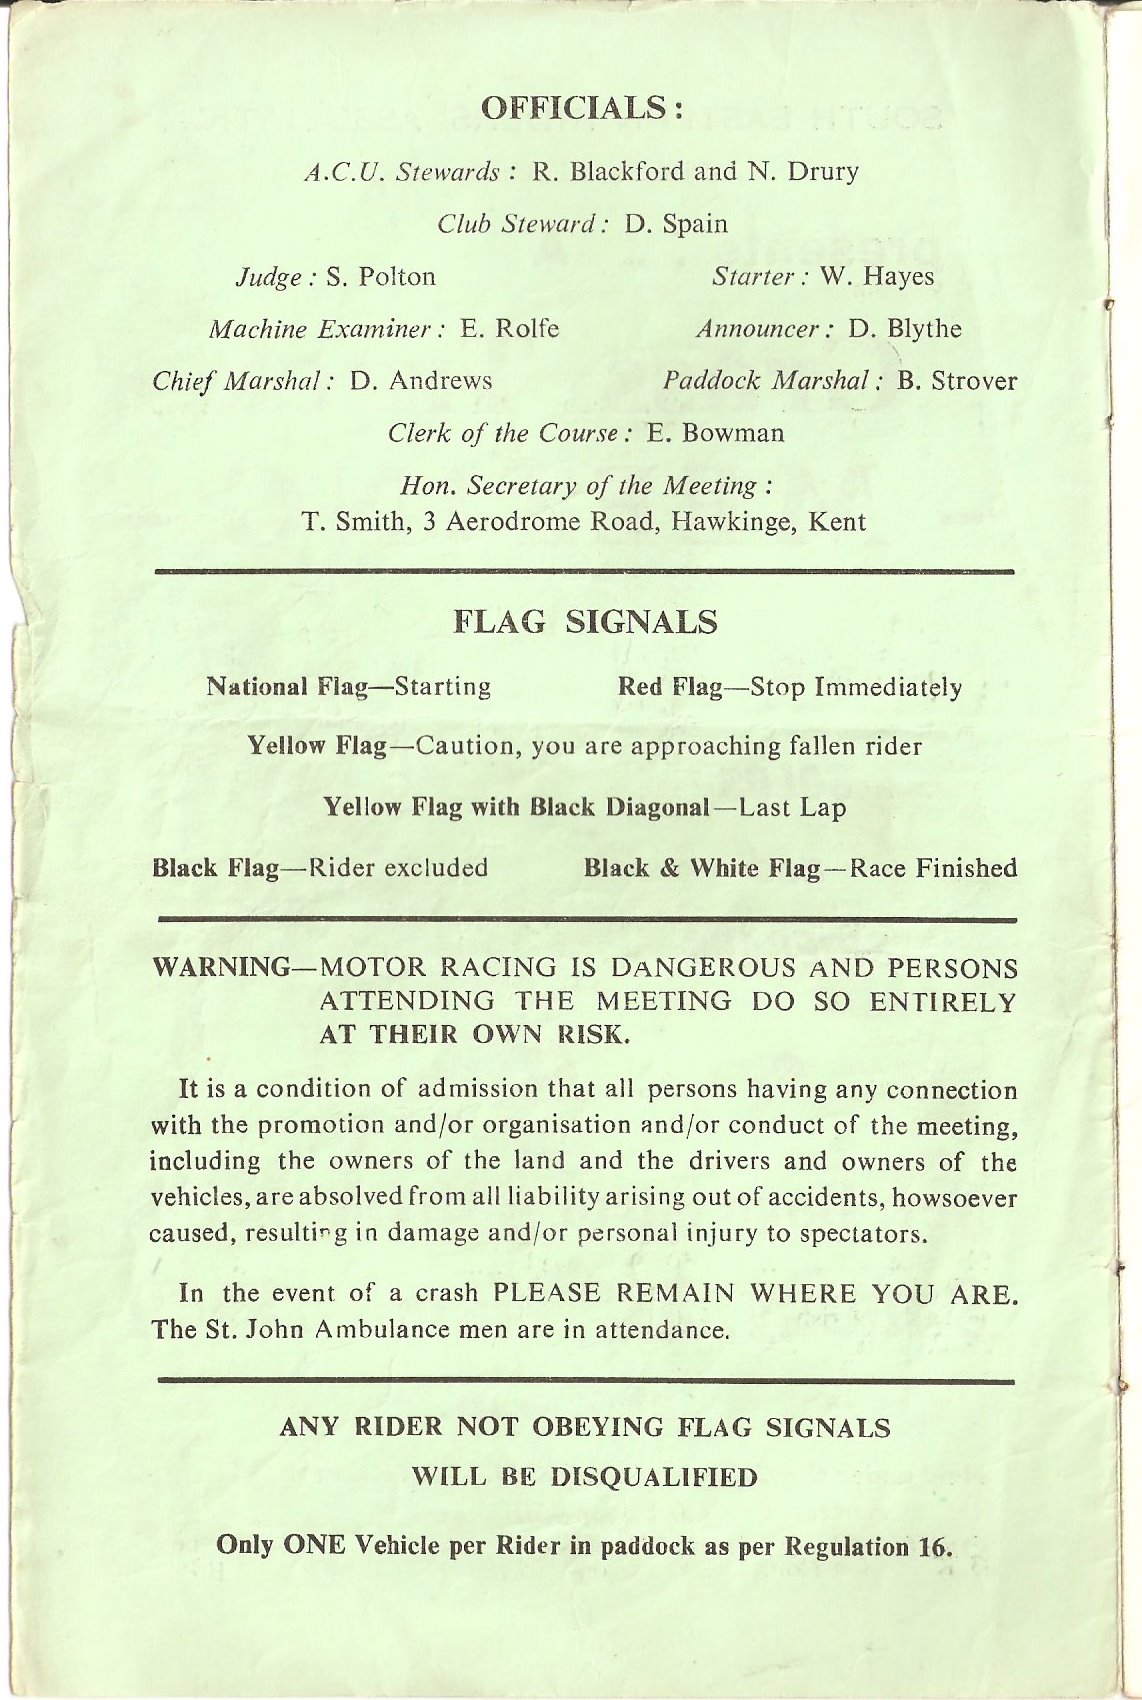 OFFICIALS :
A.C.U. Stewards : R. Blackford and N. Drury
Club Steward : D. Spain
Judge : S. Polton Starter : W. Hayes
Machine Examiner : E. Rolfe Announcer : D. Blythe
Chief Marshal : D. Andrews Paddock Marshal : B. Strover
Clerk of the Course : E. Bowman
Hon. Secretary of the Meeting :
T. Smith, 3 Aerodrome Road, Hawkinge, Kent
FLAG SIGNALS
National Flag—Starting Red Flag—Stop Immediately
Yellow Flag—Caution, you are approaching fallen rider
Yellow Flag with Black Diagonal—Last Lap
Black Flag—Rider excluded Black & White Flag—Race Finished
WARNING—MOTOR RACING IS DANGEROUS AND PERSONS
ATTENDING THE MEETING DO SO ENTIRELY
AT THEIR OWN RISK.
It is a condition of admission that all persons having any connection
with the promotion and/or organisation and/or conduct of the meeting,
including the owners of the land and the drivers and owners of the
vehicles, are absolved from all liability arising out of accidents, howsoever
caused, resulting in damage and/or personal injury to spectators.
In the event of a crash PLEASE REMAIN WHERE YOU ARE.
The St. John Ambulance men are in attendance.
ANY RIDER NOT OBEYING FLAG SIGNALS
WILL BE DISQUALIFIED
Only ONE Vehicle per Rider in paddock as per Regulation 16.